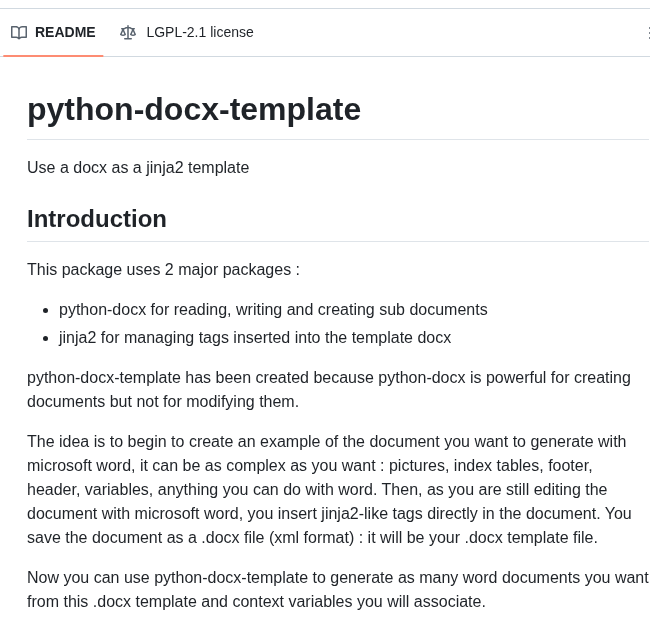 README LGPL-2.1 license
python-docx-template
Use a docx as a jinja2 template
Introduction
This package uses 2 major packages :
• python-docx for reading, writing and creating sub documents
• jinja2 for managing tags inserted into the template docx
python-docx-template has been created because python-docx is powerful for creating
documents but not for modifying them.
The idea is to begin to create an example of the document you want to generate with
microsoft word, it can be as complex as you want : pictures, index tables, footer,
header, variables, anything you can do with word. Then, as you are still editing the
document with microsoft word, you insert jinja2-like tags directly in the document. You
save the document as a .docx file (xml format) : it will be your .docx template file.
Now you can use python-docx-template to generate as many word documents you want
from this .docx template and context variables you will associate.